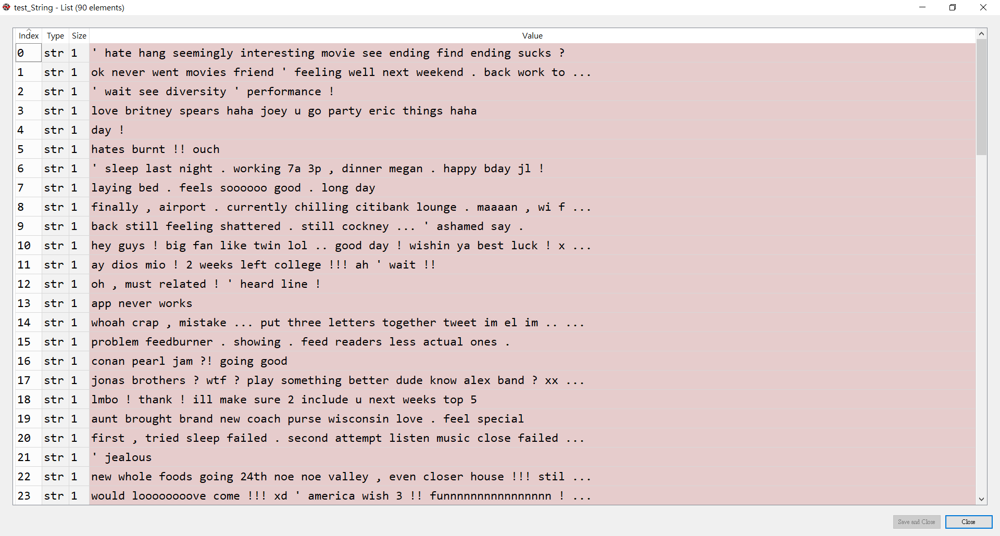 test_String - List (90 elements)
Index Type Size Value
0 str 1 ' hate hang seemingly interesting movie see ending find ending sucks ?
1 str 1 ok never went movies friend ' feeling well next weekend . back work to ...
2 str 1 ' wait see diversity ' performance !
3 str 1 love britney spears haha joey u go party eric things haha
4 str 1 day !
5 str 1 hates burnt !! ouch
6 str 1 ' sleep last night . working 7a 3p , dinner megan . happy bday jl !
7 str 1 laying bed . feels soooooo good . long day
8 str 1 finally , airport . currently chilling citibank lounge . maaaan , wi f ...
9 str 1 back still feeling shattered . still cockney ... ' ashamed say .
10 str 1 hey guys ! big fan like twin lol .. good day ! wishin ya best luck ! x ...
11 str 1 ay dios mio ! 2 weeks left college !!! ah ' wait !!
12 str 1 oh , must related ! ' heard line !
13 str 1 app never works
14 str 1 whoah crap , mistake ... put three letters together tweet im el im .. ...
15 str 1 problem feedburner . showing . feed readers less actual ones .
16 str 1 conan pearl jam ?! going good
17 str 1 jonas brothers ? wtf ? play something better dude know alex band ? xx ...
18 str 1 lmbo ! thank ! ill make sure 2 include u next weeks top 5
19 str 1 aunt brought brand new coach purse wisconsin love . feel special
20 str 1 first , tried sleep failed . second attempt listen music close failed ...
21 str 1 ' jealous
22 str 1 new whole foods going 24th noe noe valley , even closer house !!! stil ...
23 str 1 would loooooooove come !!! xd ' america wish 3 !! funnnnnnnnnnnnnnnn ! ...
Save and Close Close